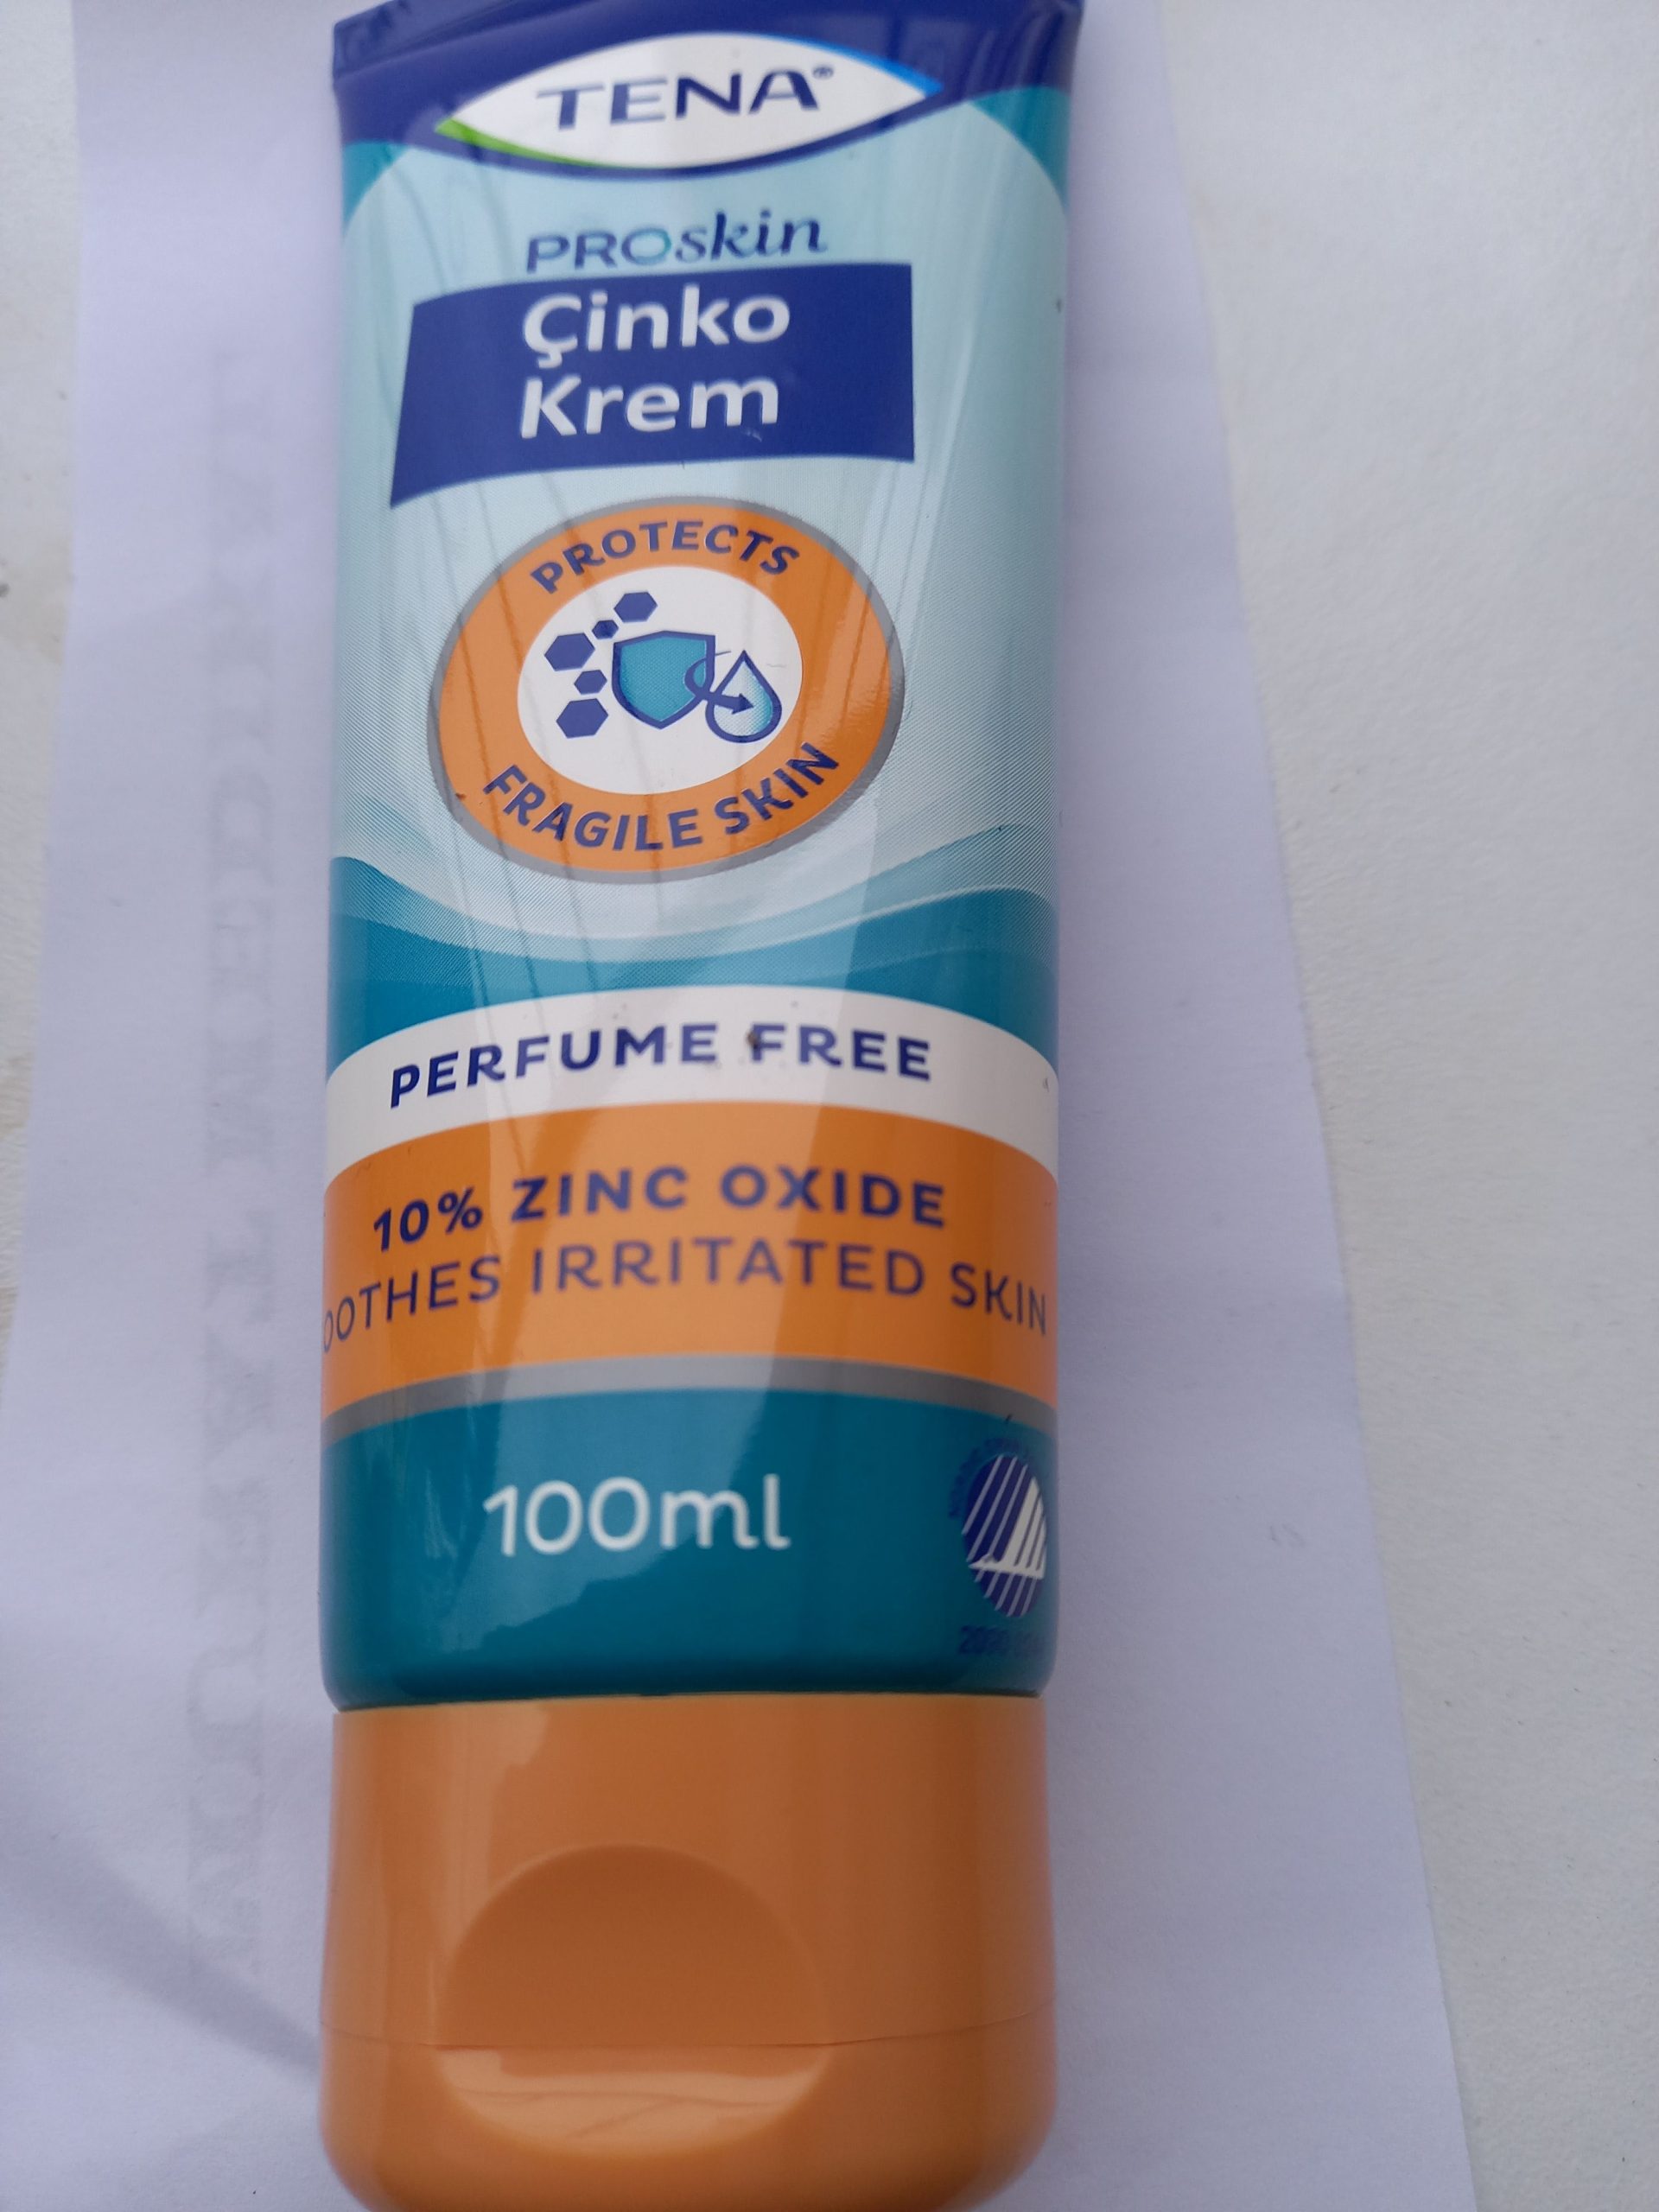 TENA®
PROskin
Çinko
Krem
PROTECTS
FRAGILE SKIN
PERFUME FREE
10% ZINC OXIDE
OOTHES IRRITATED SKIN
100ml